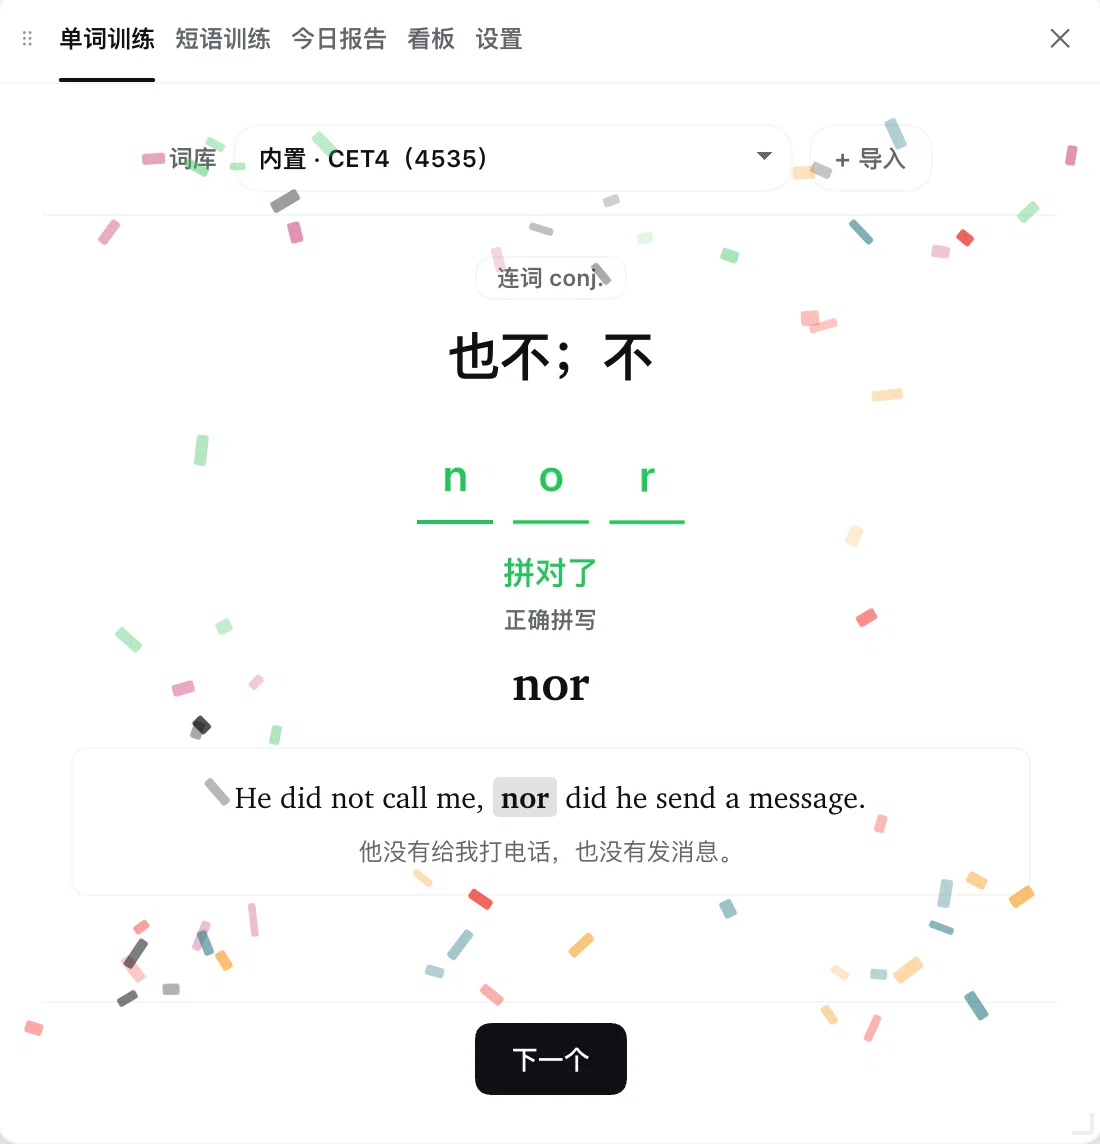 单词训练 短语训练 今日报告 看板 设置
词库 内置 · CET4（4535） + 导入
连词 conj.
也不；不
n o r
拼对了
正确拼写
nor
He did not call me, nor did he send a message.
他没有给我打电话，也没有发消息。
下一个